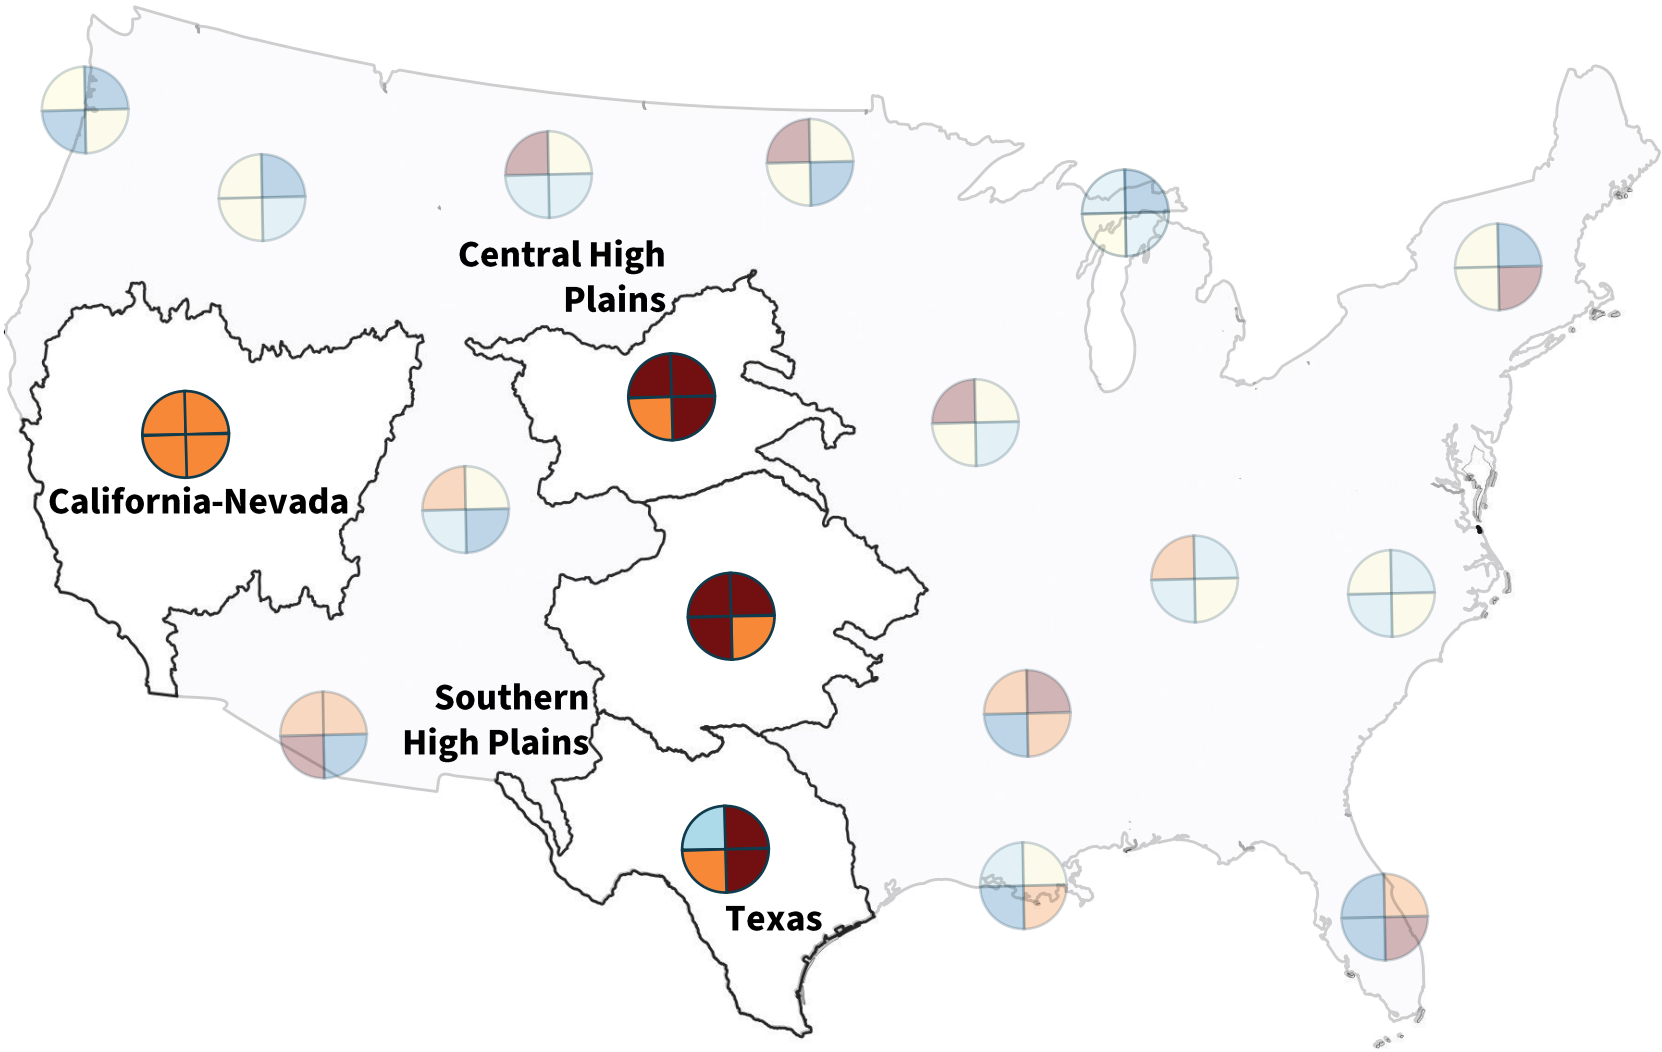 Central High
Plains
California-Nevada
Southern
High Plains
Texas